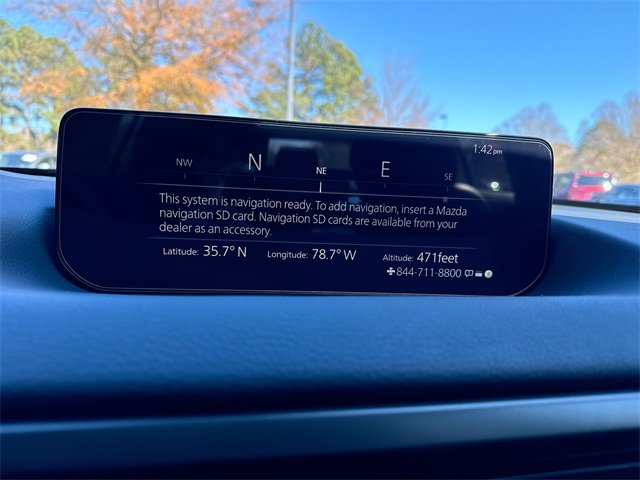 1:42 pm
NW N NE E SE
This system is navigation ready. To add navigation, insert a Mazda
navigation SD card. Navigation SD cards are available from your
dealer as an accessory.
Latitude: 35.7° N Longitude: 78.7° W Altitude: 471feet
844-711-8800